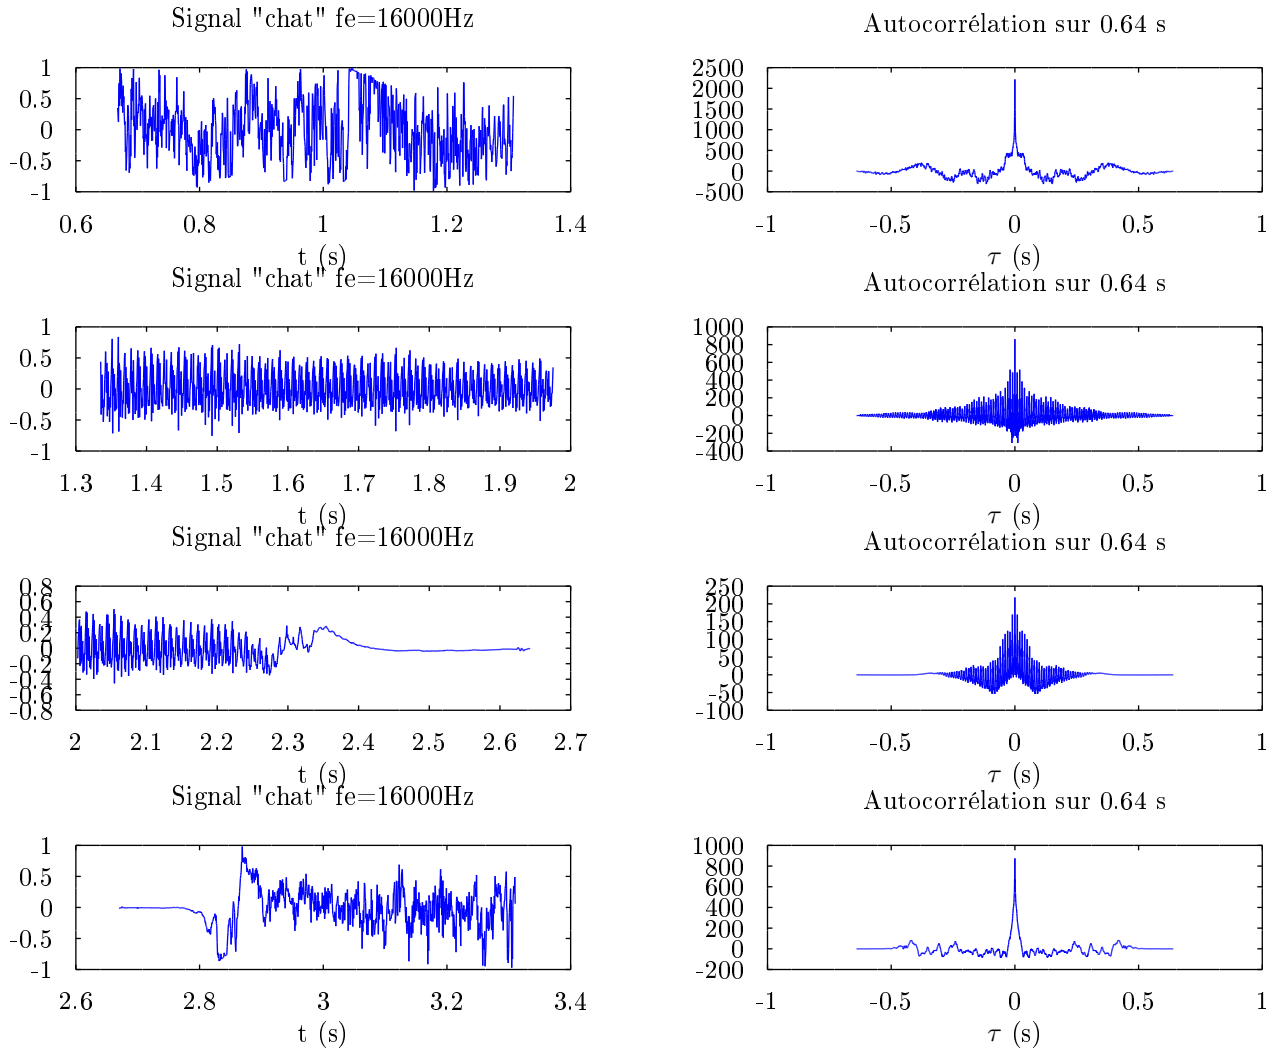 Signal "chat" fe=16000Hz
1
0.5
0
-0.5
-1
0.6 0.8 1 1.2 1.4
t (s)
Autocorrélation sur 0.64 s
2500
2000
1500
1000
500
0
-500
-1 -0.5 0 0.5 1
τ (s)
Signal "chat" fe=16000Hz
1
0.5
0
-0.5
-1
1.3 1.4 1.5 1.6 1.7 1.8 1.9 2
t (s)
Autocorrélation sur 0.64 s
1000
800
600
400
200
0
-200
-400
-1 -0.5 0 0.5 1
τ (s)
Signal "chat" fe=16000Hz
0.8
0.6
0.4
0.2
0
-0.2
-0.4
-0.6
-0.8
2 2.1 2.2 2.3 2.4 2.5 2.6 2.7
t (s)
Autocorrélation sur 0.64 s
250
200
150
100
50
0
-50
-100
-1 -0.5 0 0.5 1
τ (s)
Signal "chat" fe=16000Hz
1
0.5
0
-0.5
-1
2.6 2.8 3 3.2 3.4
t (s)
Autocorrélation sur 0.64 s
1000
800
600
400
200
0
-200
-1 -0.5 0 0.5 1
τ (s)